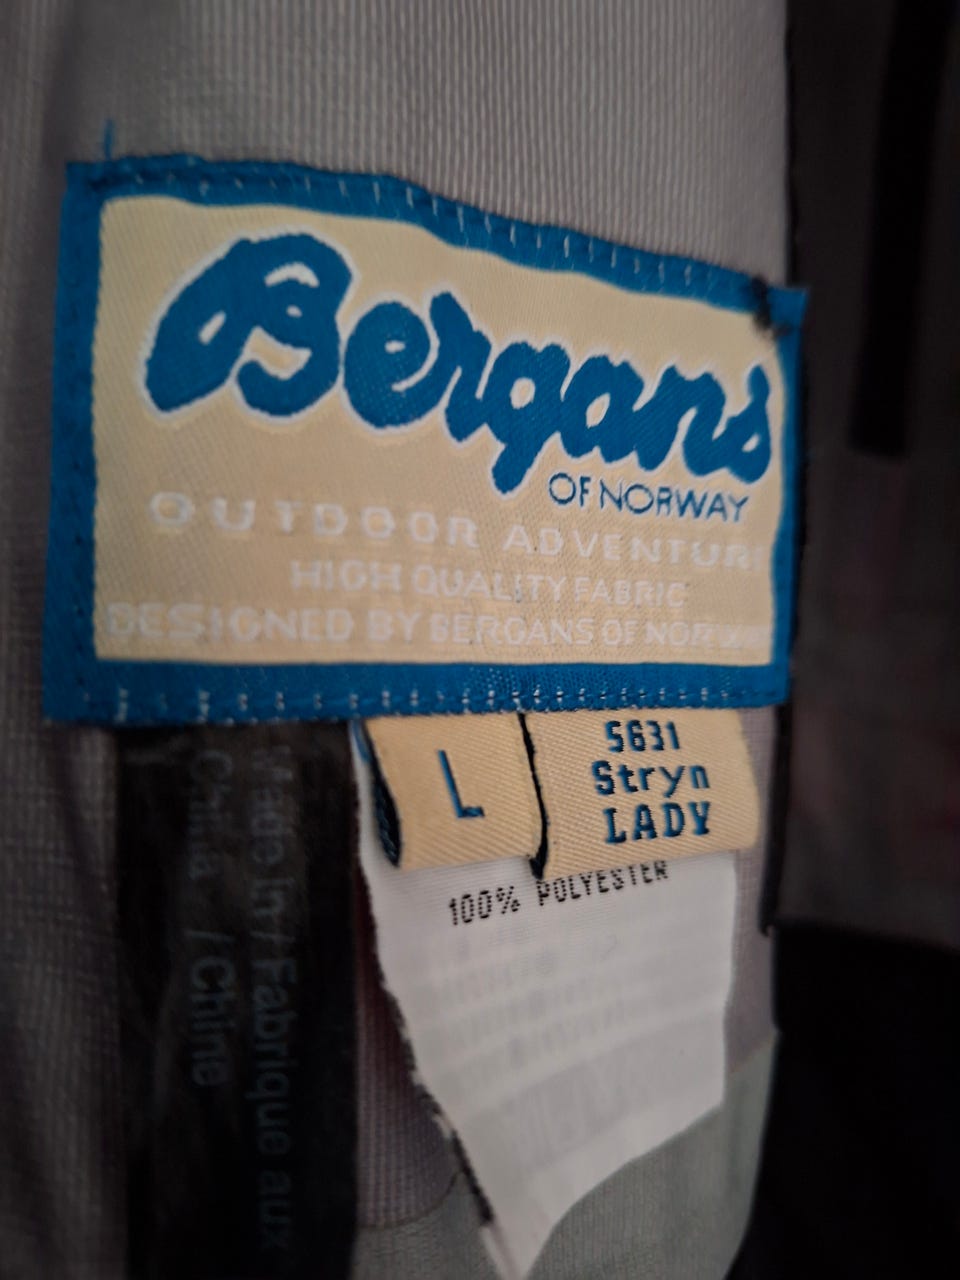 Bergans
OF NORWAY
OUTDOOR ADVENTURE
HIGH QUALITY FABRIC
DESIGNED BY BERGANS OF NORWAY
L
5631
Stryn
LADY
100% POLYESTER
Made in / Fabrique aux
China / Chine